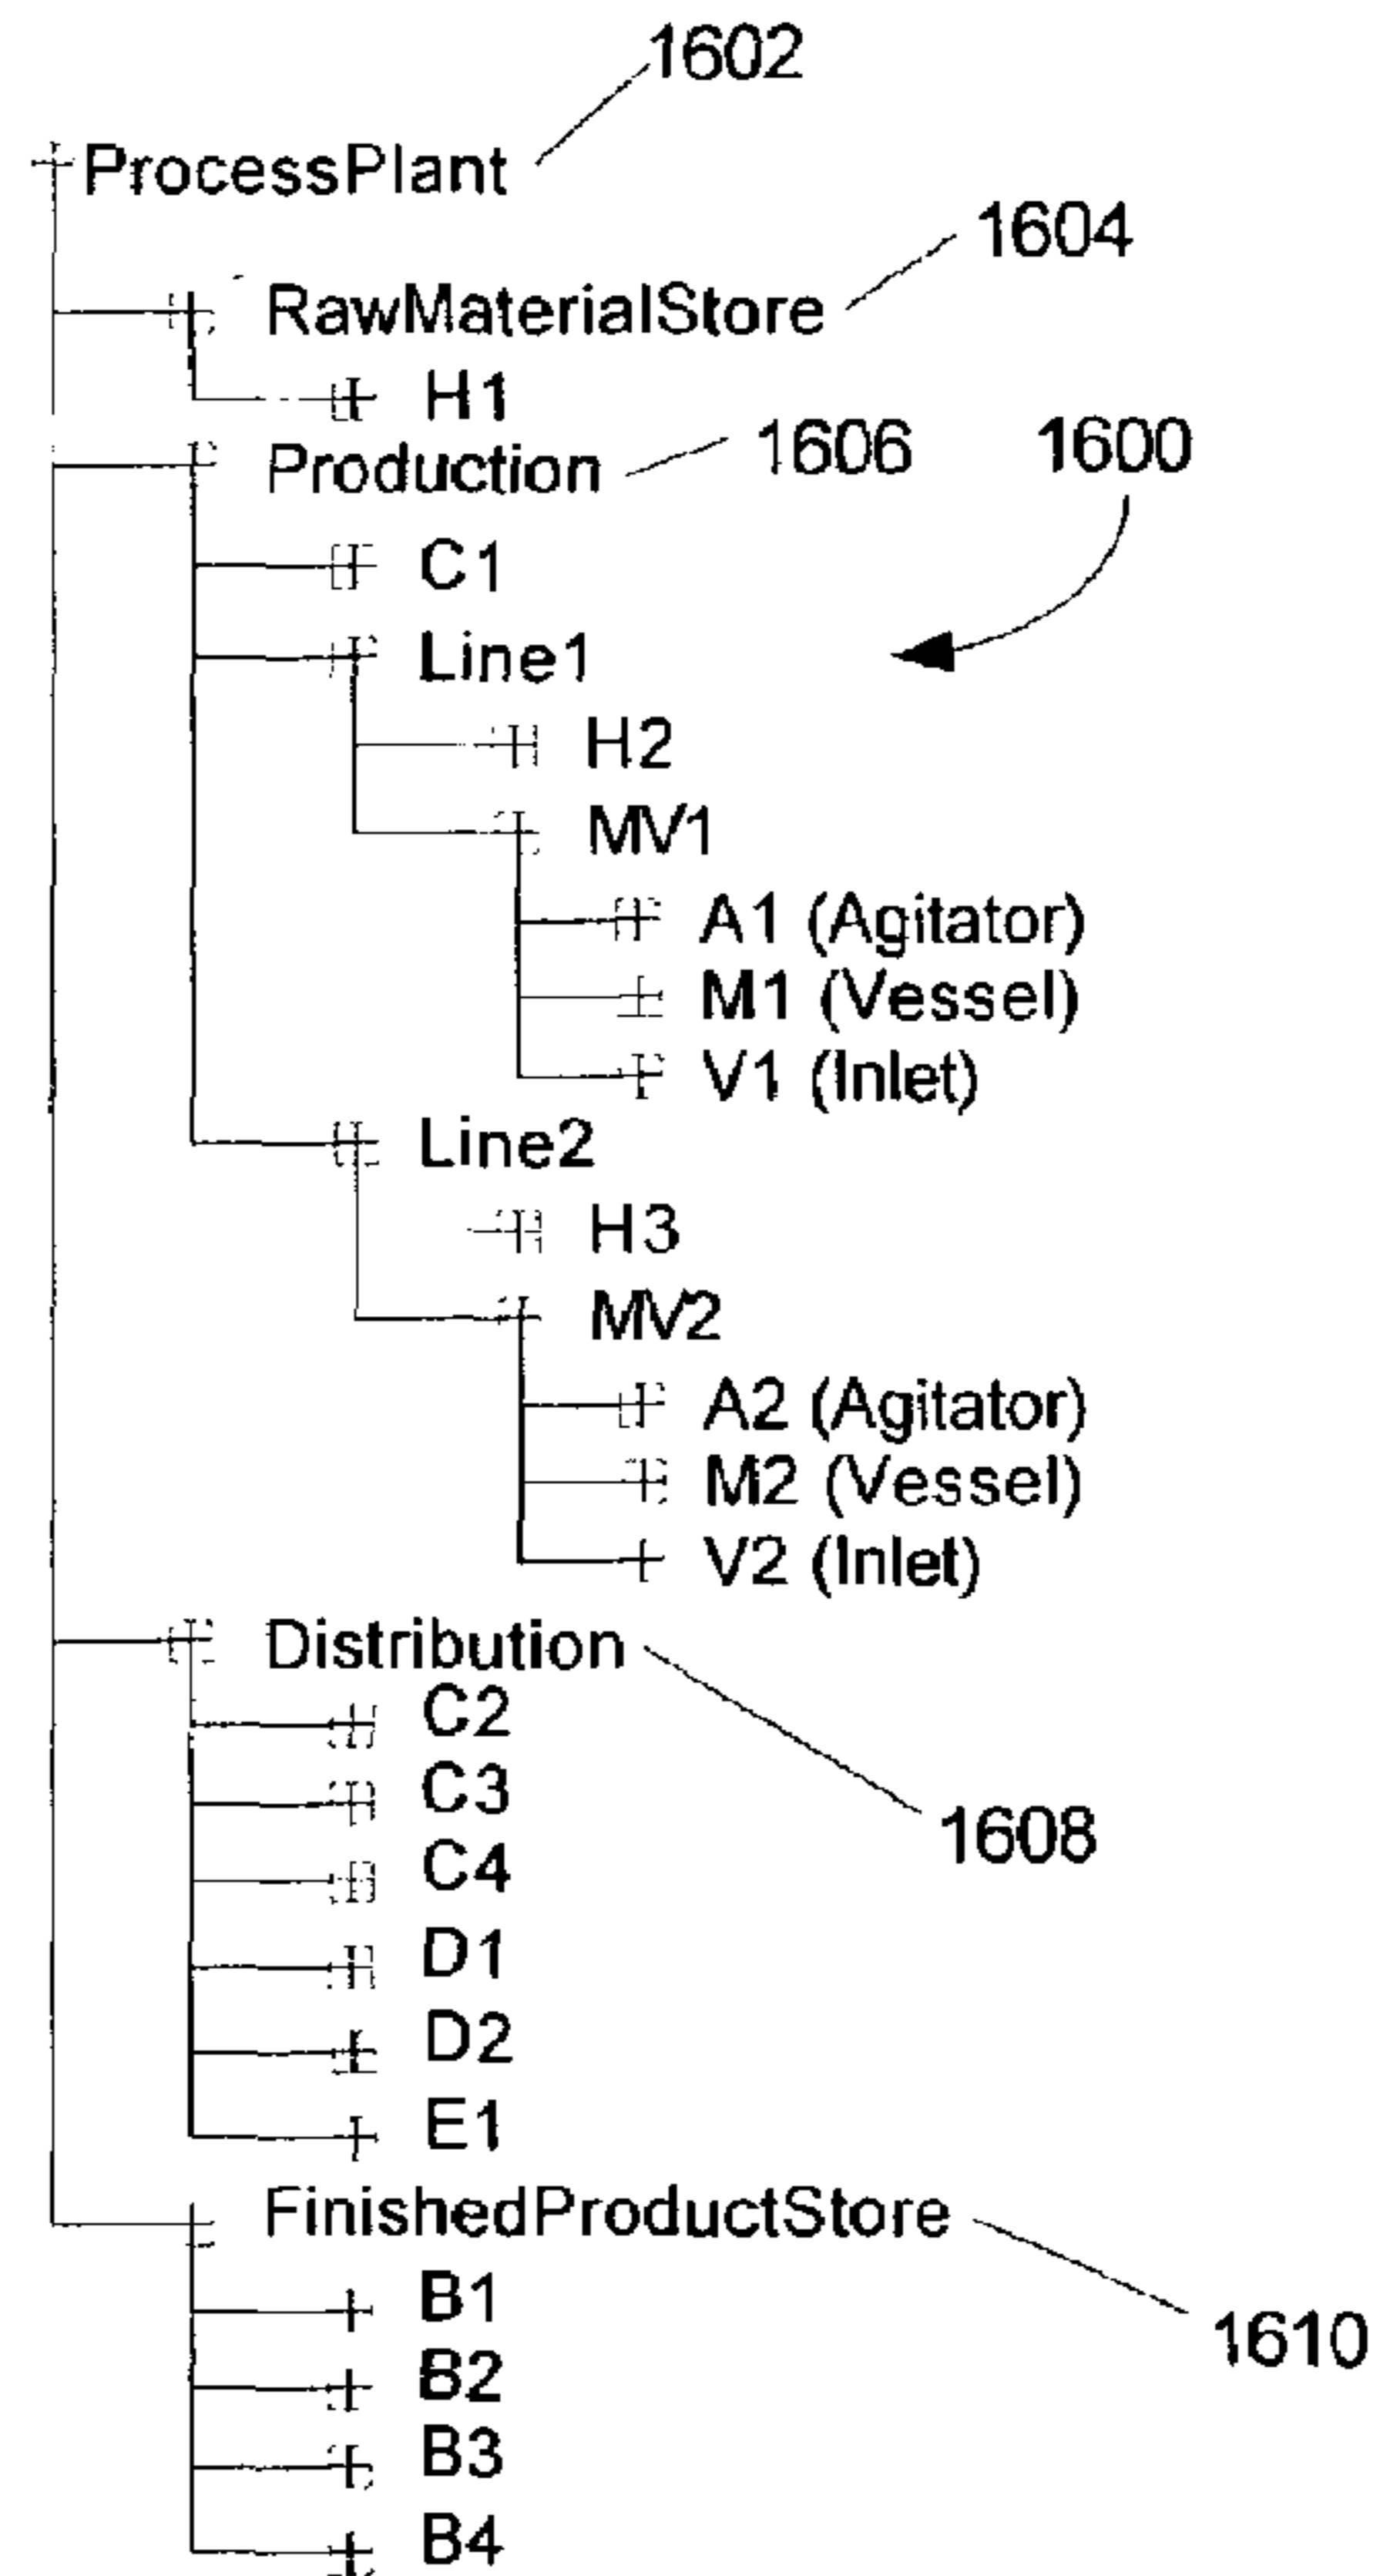 1602
ProcessPlant
1604
RawMaterialStore
H1
Production 1606 1600
C1
Line1
H2
MV1
A1 (Agitator)
M1 (Vessel)
V1 (Inlet)
Line2
H3
MV2
A2 (Agitator)
M2 (Vessel)
V2 (Inlet)
Distribution
C2
C3
1608
C4
D1
D2
E1
FinishedProductStore
B1
1610
B2
B3
B4